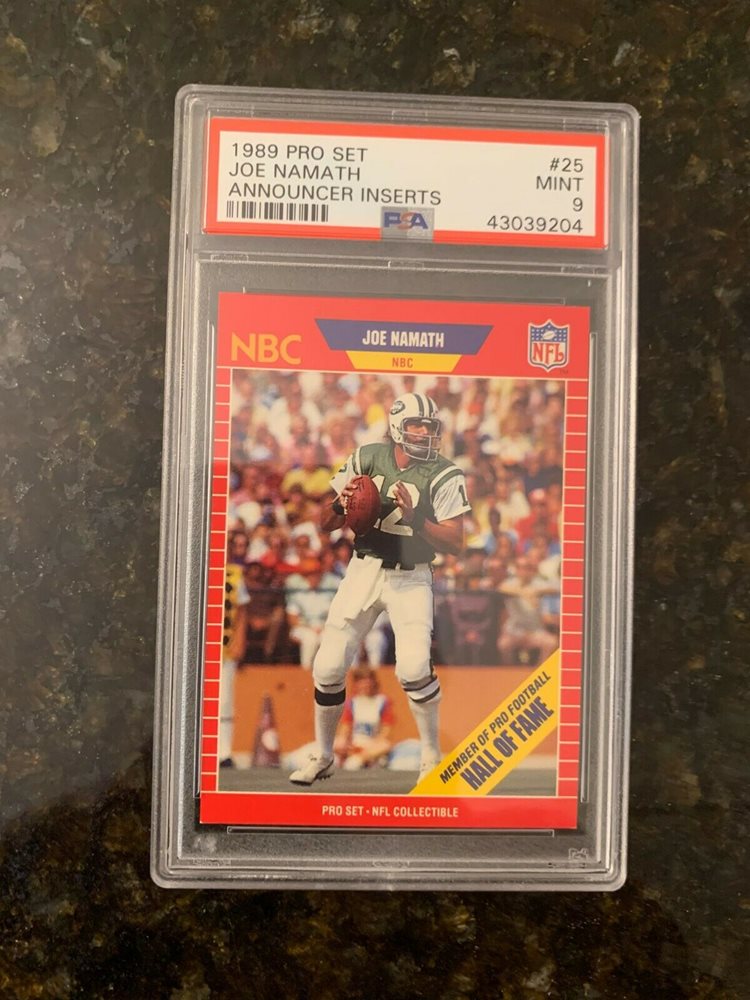 1989 PRO SET #25
JOE NAMATH MINT
ANNOUNCER INSERTS 9
PSA 43039204
NBC JOE NAMATH NFL
NBC
12 12
MEMBER OF PRO FOOTBALL
HALL OF FAME
PRO SET • NFL COLLECTIBLE